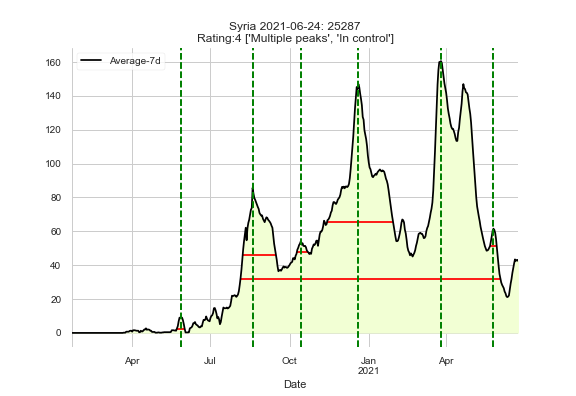 Syria 2021-06-24: 25287
Rating:4 ['Multiple peaks', 'In control']
Average-7d
160
140
120
100
80
60
40
20
0
Apr
Jul
Oct
Jan
2021
Apr
Date